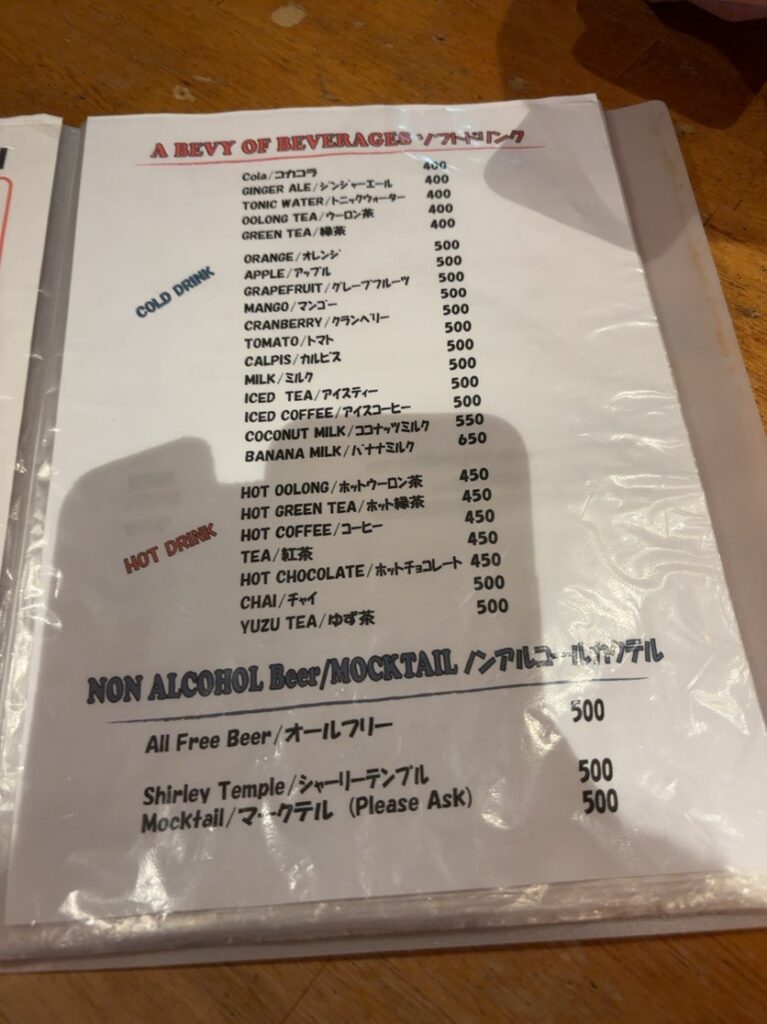 A BEVY OF BEVERAGES ソフトドリンク
COLD DRINK
Cola/コカコラ 400
GINGER ALE/ジンジャーエール 400
TONIC WATER/トニックウォーター 400
OOLONG TEA/ウーロン茶 400
GREEN TEA/緑茶 400
ORANGE/オレンジ 500
APPLE/アップル 500
GRAPEFRUIT/グレープフルーツ 500
MANGO/マンゴー 500
CRANBERRY/クランベリー 500
TOMATO/トマト 500
CALPIS/カルピス 500
MILK/ミルク 500
ICED TEA/アイスティー 500
ICED COFFEE/アイスコーヒー 500
COCONUT MILK/ココナッツミルク 550
BANANA MILK/バナナミルク 650
HOT DRINK
HOT OOLONG/ホットウーロン茶 450
HOT GREEN TEA/ホット緑茶 450
HOT COFFEE/コーヒー 450
TEA/紅茶 450
HOT CHOCOLATE/ホットチョコレート 450
CHAI/チャイ 500
YUZU TEA/ゆず茶 500
NON ALCOHOL Beer/MOCKTAIL ノンアルコールカクテル
All Free Beer/オールフリー 500
Shirley Temple/シャーリーテンプル 500
Mocktail/マークテル (Please Ask) 500